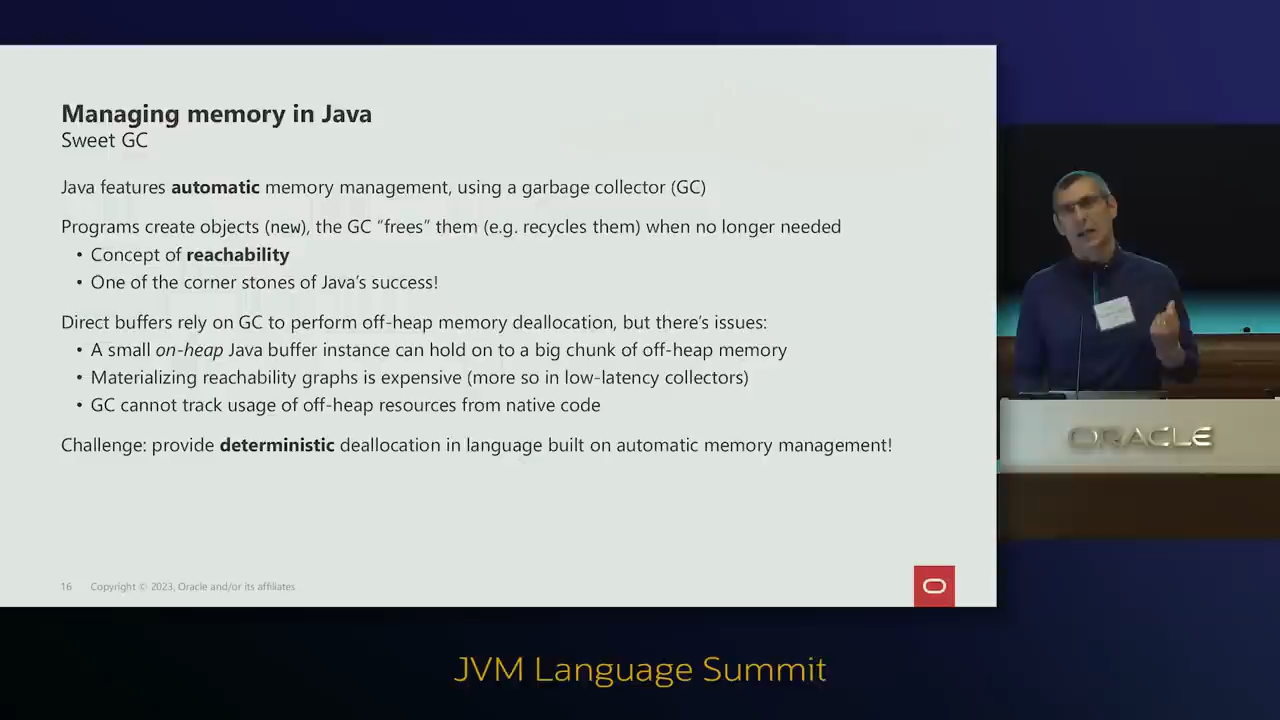 Managing memory in Java
Sweet GC
Java features automatic memory management, using a garbage collector (GC)
Programs create objects (new), the GC “frees” them (e.g. recycles them) when no longer needed
• Concept of reachability
• One of the corner stones of Java’s success!
Direct buffers rely on GC to perform off-heap memory deallocation, but there’s issues:
• A small on-heap Java buffer instance can hold on to a big chunk of off-heap memory
• Materializing reachability graphs is expensive (more so in low-latency collectors)
• GC cannot track usage of off-heap resources from native code
Challenge: provide deterministic deallocation in language built on automatic memory management!
16 Copyright © 2023, Oracle and/or its affiliates
ORACLE
JVM Language Summit